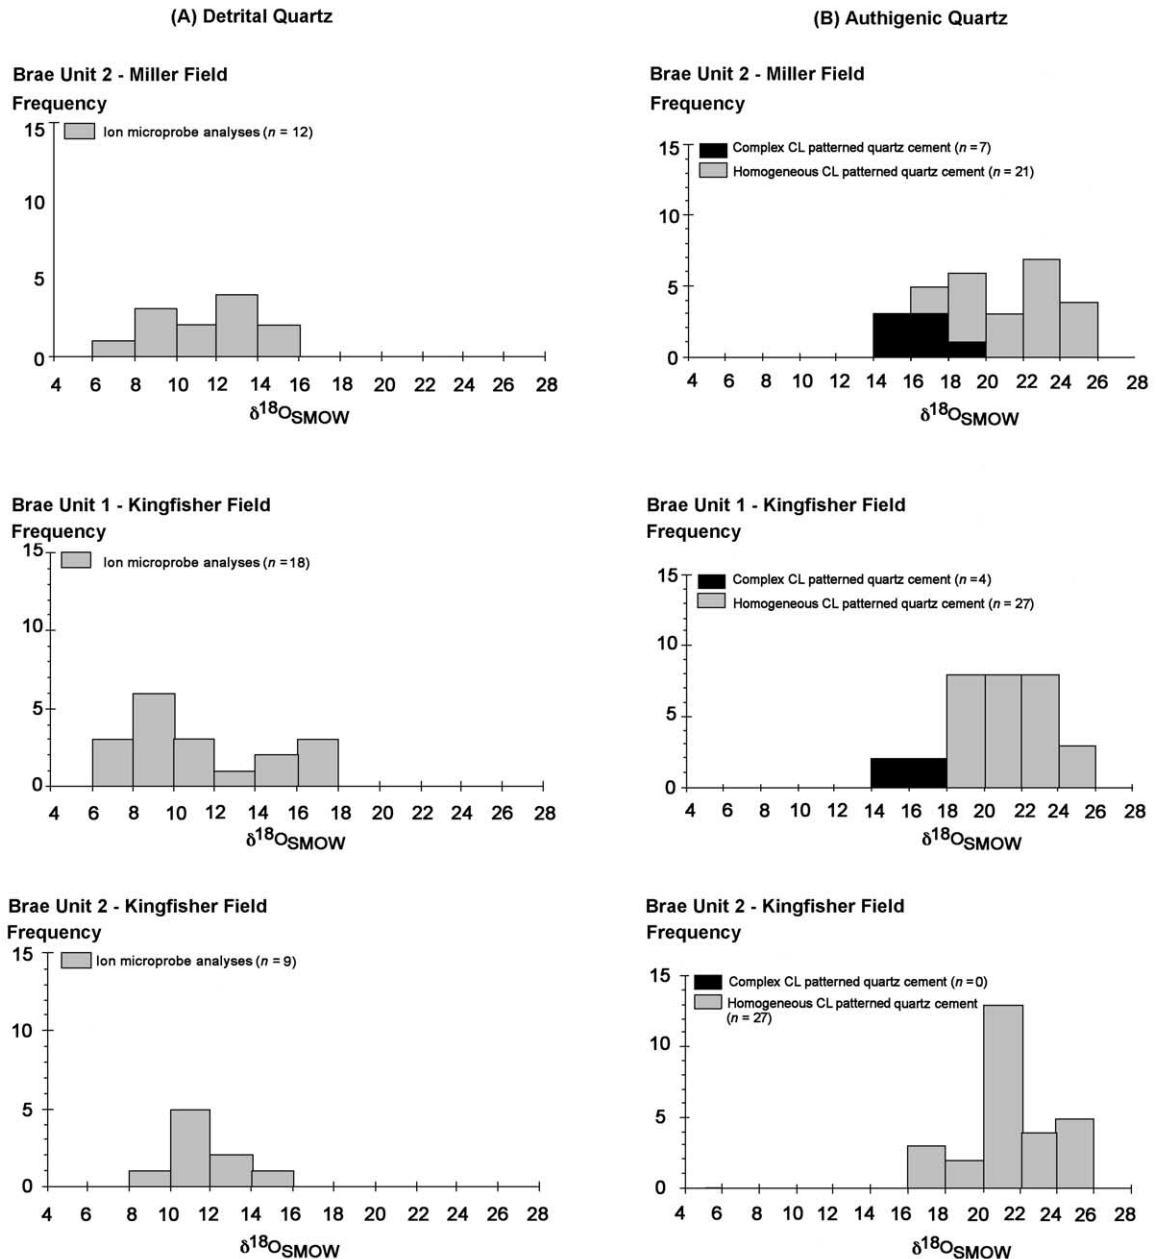 (A) Detrital Quartz
Brae Unit 2 - Miller Field
Frequency
Ion microprobe analyses (n = 12)
15
10
5
0
4 6 8 10 12 14 16 18 20 22 24 26 28
δ18OSMOW
Brae Unit 1 - Kingfisher Field
Frequency
Ion microprobe analyses (n =18)
15
10
5
0
4 6 8 10 12 14 16 18 20 22 24 26 28
δ18OSMOW
Brae Unit 2 - Kingfisher Field
Frequency
Ion microprobe analyses (n = 9)
15
10
5
0
4 6 8 10 12 14 16 20 22 24 26 28
δ18OSMOW
(B) Authigenic Quartz
Brae Unit 2 - Miller Field
Frequency
Complex CL patterned quartz cement (n =7)
Homogeneous CL patterned quartz cement (n = 21)
15
10
5
0
4 6 8 10 12 14 16 18 20 22 24 26 28
δ18OSMOW
Brae Unit 1 - Kingfisher Field
Frequency
Complex CL patterned quartz cement (n =4)
Homogeneous CL patterned quartz cement (n = 27)
15
10
5
0
4 6 8 10 12 14 16 18 20 22 24 26 28
δ18OSMOW
Brae Unit 2 - Kingfisher Field
Frequency
Complex CL patterned quartz cement (n =0)
Homogeneous CL patterned quartz cement
(n = 27)
15
10
5
0
4 6 8 10 12 14 16 18 20 22 24 26 28
δ18OSMOW